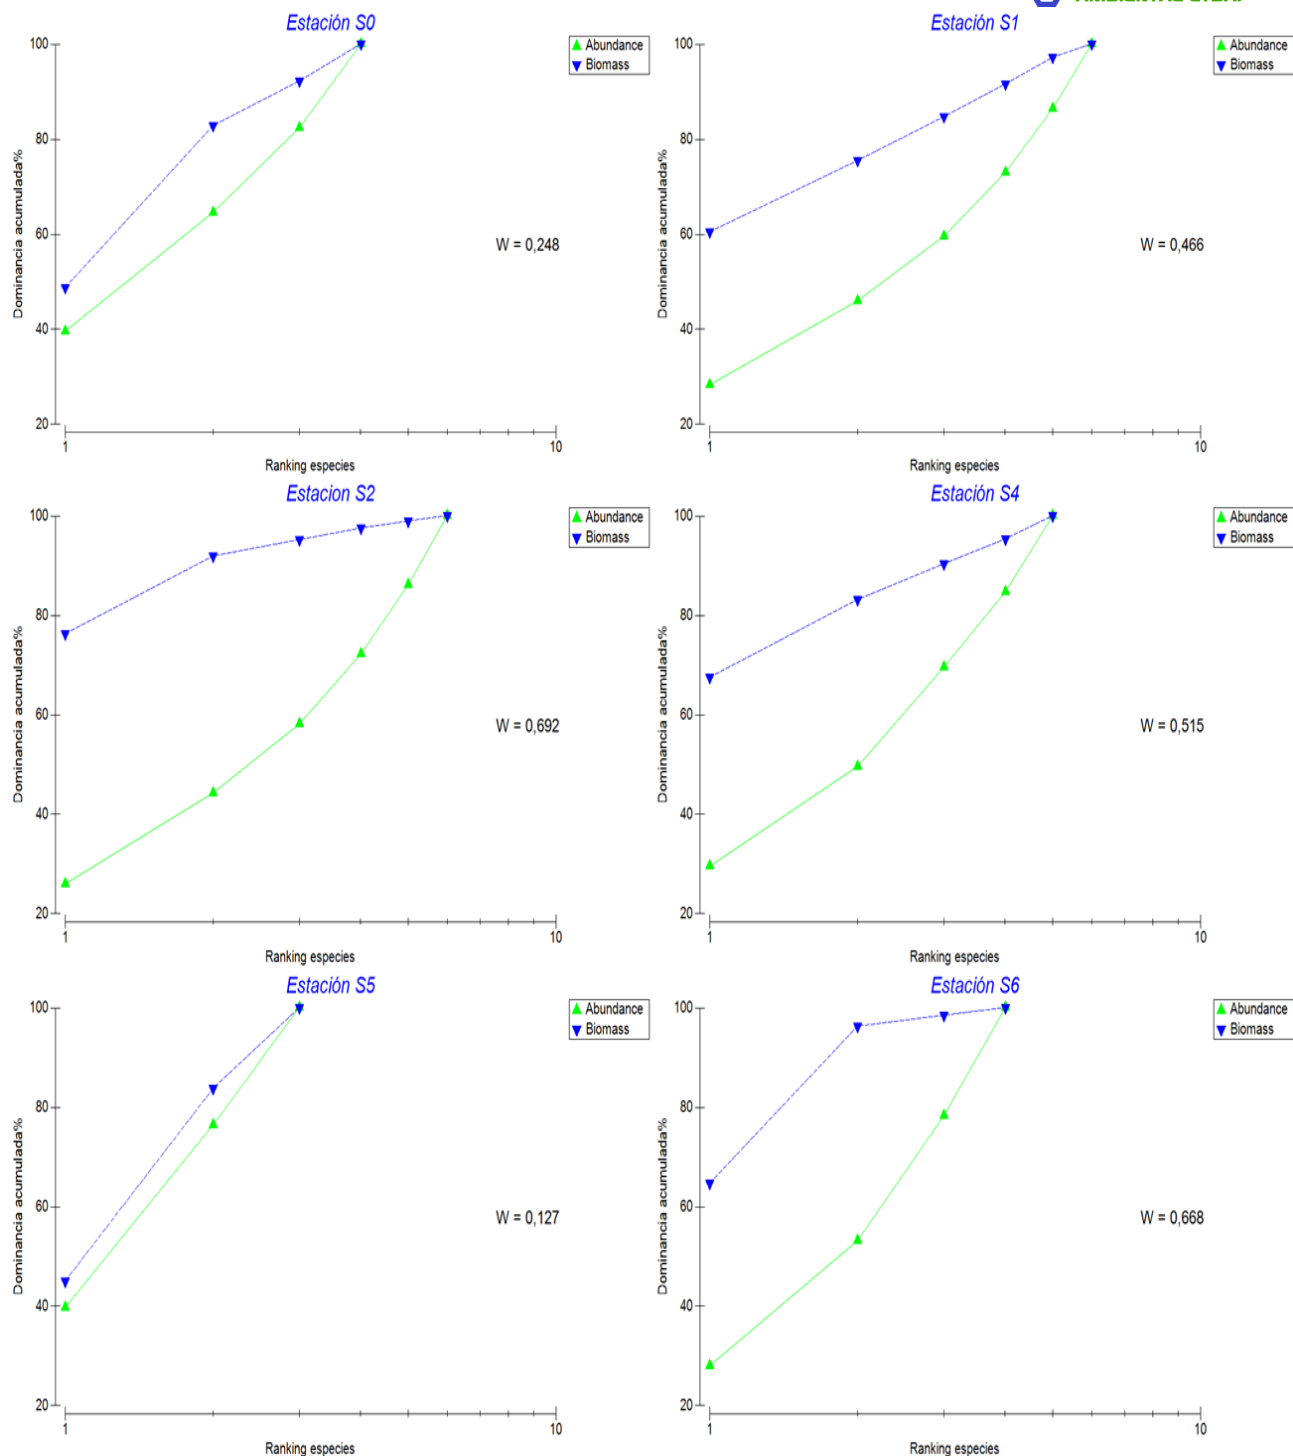 Estación S0
100
80
60
40
20
Dominancia acumulada%
Abundance
Biomass
W = 0,248
1
10
Ranking especies
Estación S1
100
80
60
40
20
Dominancia acumulada%
Abundance
Biomass
W = 0,466
1
10
Ranking especies
Estacion S2
100
80
60
40
20
Dominancia acumulada%
Abundance
Biomass
W = 0,692
1
10
Ranking especies
Estación S4
100
80
60
40
20
Dominancia acumulada%
Abundance
Biomass
W = 0,515
1
10
Ranking especies
Estación S5
100
80
60
40
20
Dominancia acumulada%
Abundance
Biomass
W = 0,127
1
10
Ranking especies
Estación S6
100
80
60
40
20
Dominancia acumulada%
Abundance
Biomass
W = 0,668
1
10
Ranking especies